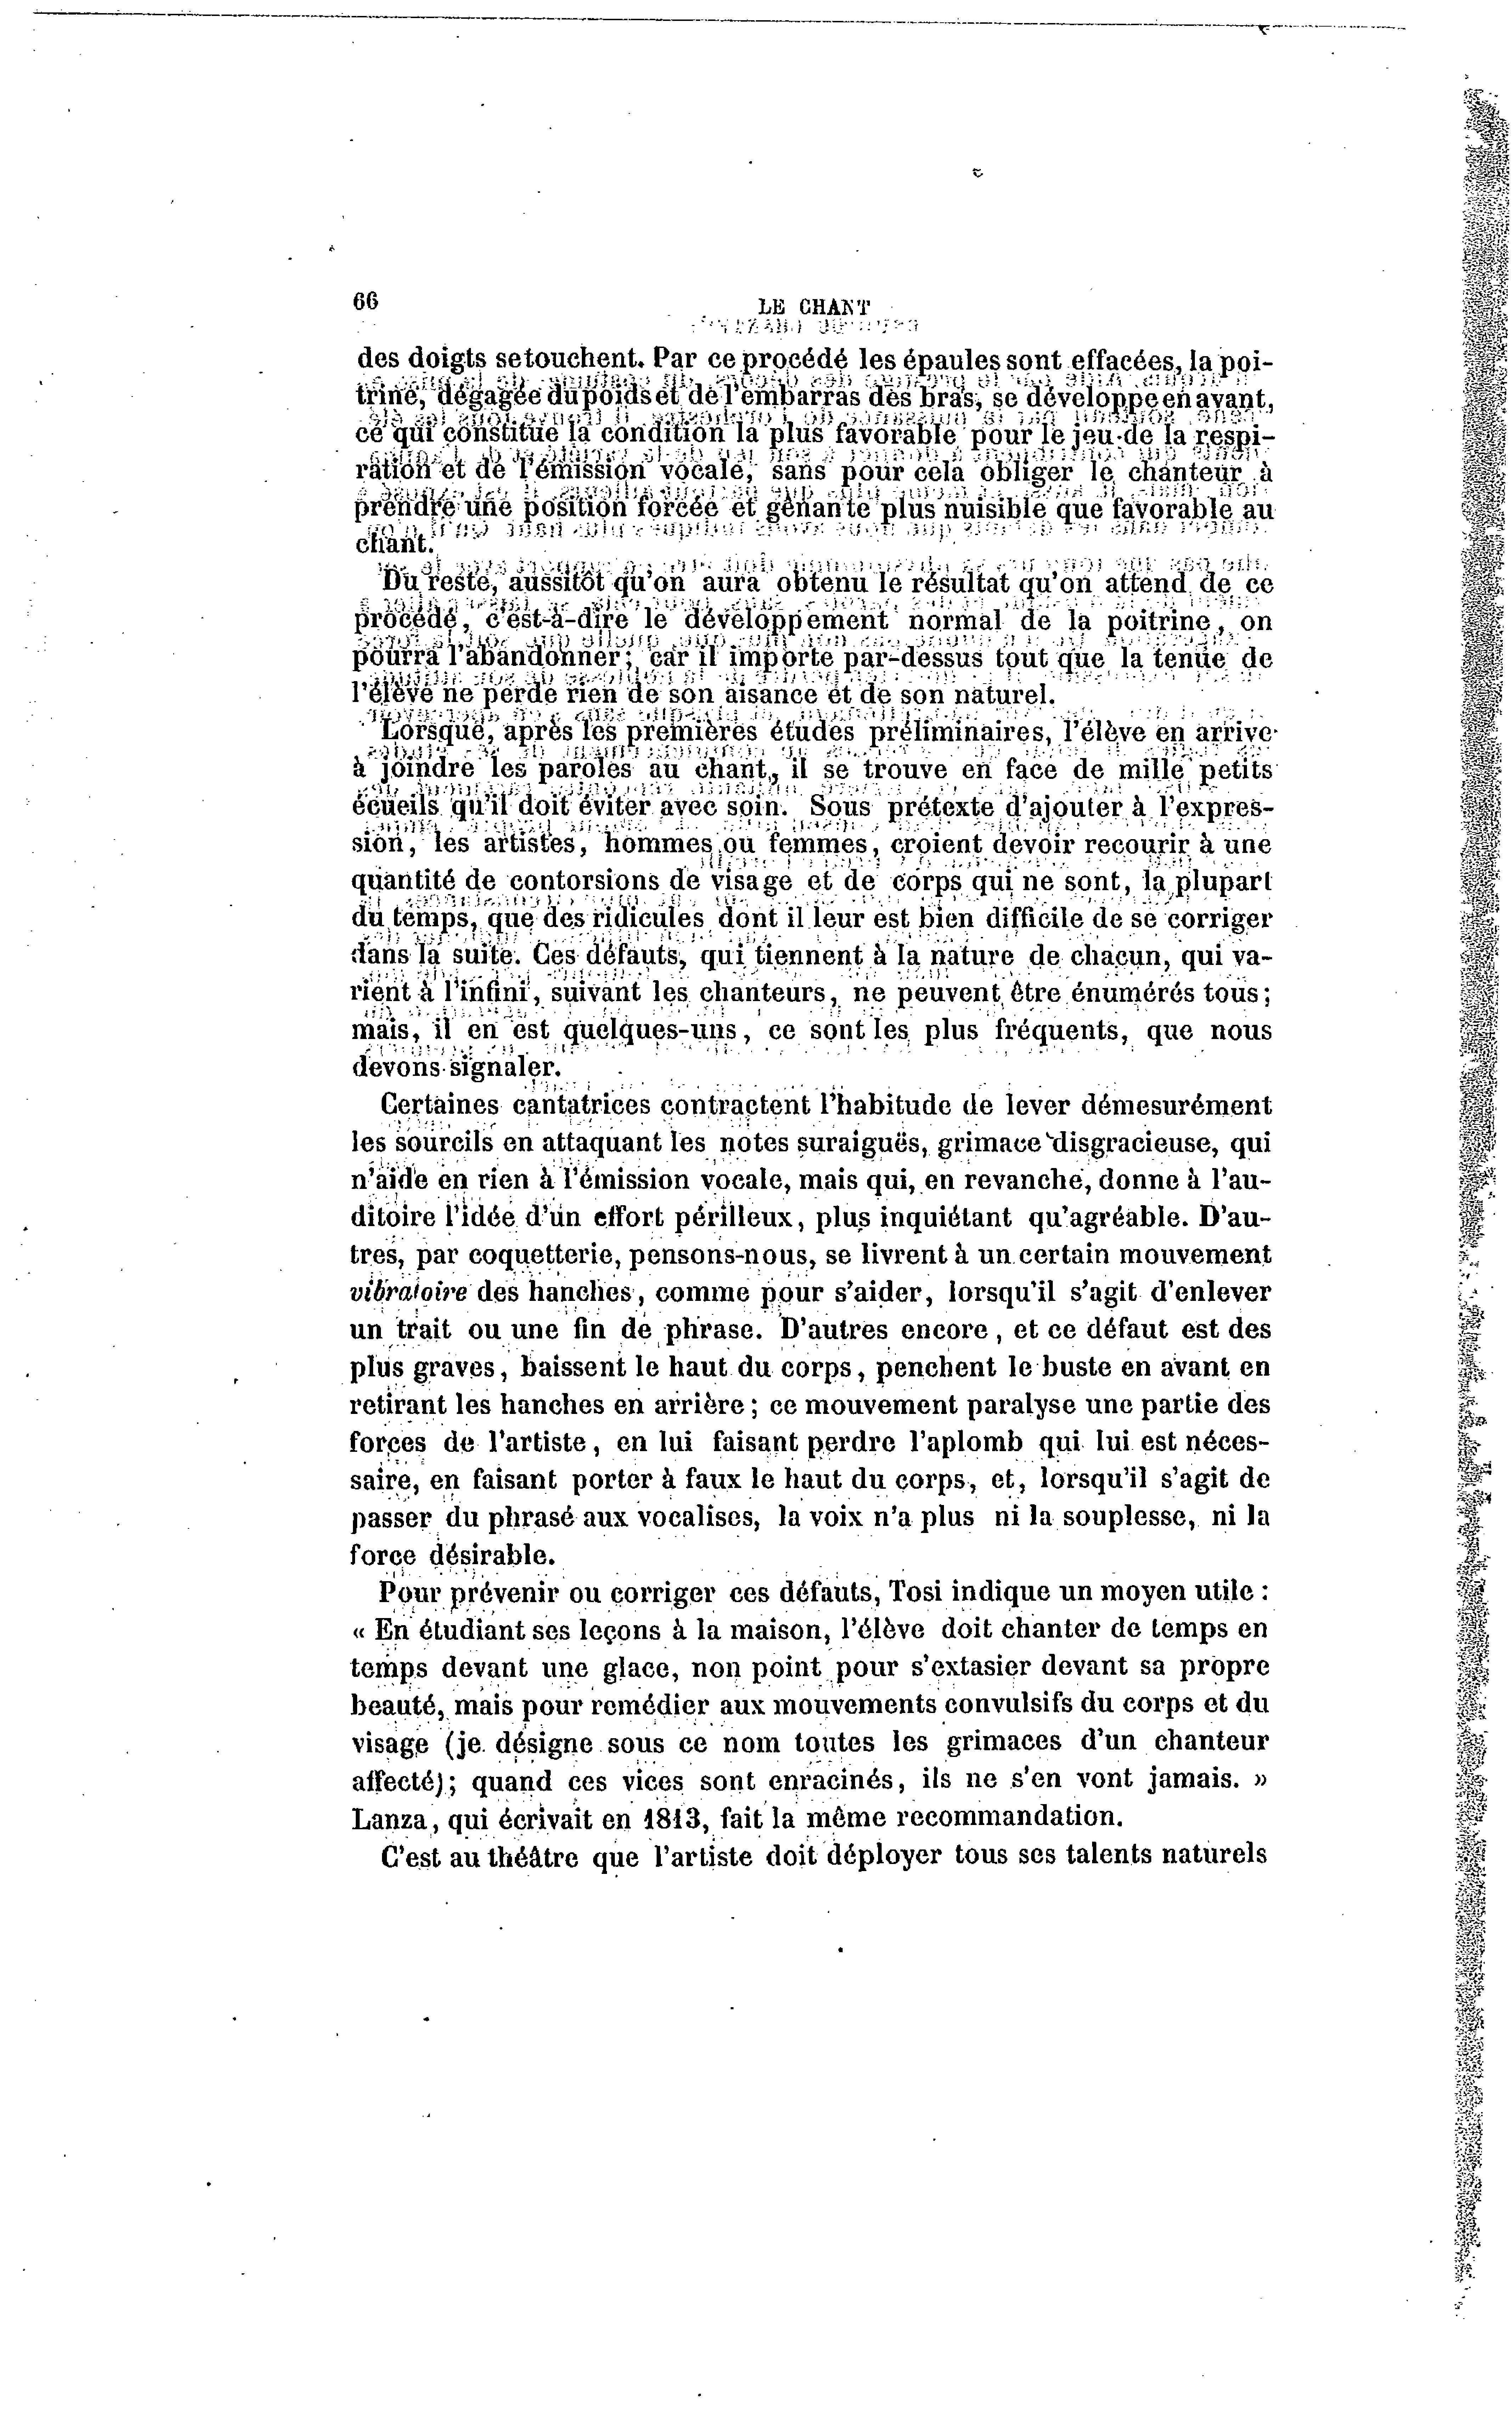 66
LE CHANT
des doigts se touchent. Par ce procédé les épaules sont effacées, la poi-
trine, dégagée du poids et de l'embarras des bras, se développe en avant,
ce qui constitue la condition la plus favorable pour le jeu de la respi-
ration et de l'émission vocale, sans pour cela obliger le chanteur à
prendre une position forcée et gênante plus nuisible que favorable au
chant.
Du reste, aussitôt qu'on aura obtenu le résultat qu'on attend de ce
procédé, c'est-à-dire le développement normal de la poitrine, on
pourra l'abandonner; car il importe par-dessus tout que la tenue de
l'élève ne perde rien de son aisance et de son naturel.
Lorsque, après les premières études préliminaires, l'élève en arrive
à joindre les paroles au chant, il se trouve en face de mille petits
écueils qu'il doit éviter avec soin. Sous prétexte d'ajouter à l'expres-
sion, les artistes, hommes ou femmes, croient devoir recourir à une
quantité de contorsions de visage et de corps qui ne sont, la plupart
du temps, que des ridicules dont il leur est bien difficile de se corriger
dans la suite. Ces défauts, qui tiennent à la nature de chacun, qui va-
rient à l'infini, suivant les chanteurs, ne peuvent être énumérés tous;
mais, il en est quelques-uns, ce sont les plus fréquents, que nous
devons signaler.
Certaines cantatrices contractent l'habitude de lever démesurément
les sourcils en attaquant les notes suraiguës, grimace disgracieuse, qui
n'aide en rien à l'émission vocale, mais qui, en revanche, donne à l'au-
ditoire l'idée d'un effort périlleux, plus inquiétant qu'agréable. D'au-
tres, par coquetterie, pensons-nous, se livrent à un certain mouvement
vibratoire des hanches, comme pour s'aider, lorsqu'il s'agit d'enlever
un trait ou une fin de phrase. D'autres encore, et ce défaut est des
plus graves, baissent le haut du corps, penchent le buste en avant en
retirant les hanches en arrière; ce mouvement paralyse une partie des
forces de l'artiste, en lui faisant perdre l'aplomb qui lui est néces-
saire, en faisant porter à faux le haut du corps, et, lorsqu'il s'agit de
passer du phrasé aux vocalises, la voix n'a plus ni la souplesse, ni la
force désirable.
Pour prévenir ou corriger ces défauts, Tosi indique un moyen utile :
« En étudiant ses leçons à la maison, l'élève doit chanter de temps en
temps devant une glace, non point pour s'extasier devant sa propre
beauté, mais pour remédier aux mouvements convulsifs du corps et du
visage (je désigne sous ce nom toutes les grimaces d'un chanteur
affecté); quand ces vices sont enracinés, ils ne s'en vont jamais. »
Lanza, qui écrivait en 1813, fait la même recommandation.
C'est au théâtre que l'artiste doit déployer tous ses talents naturels